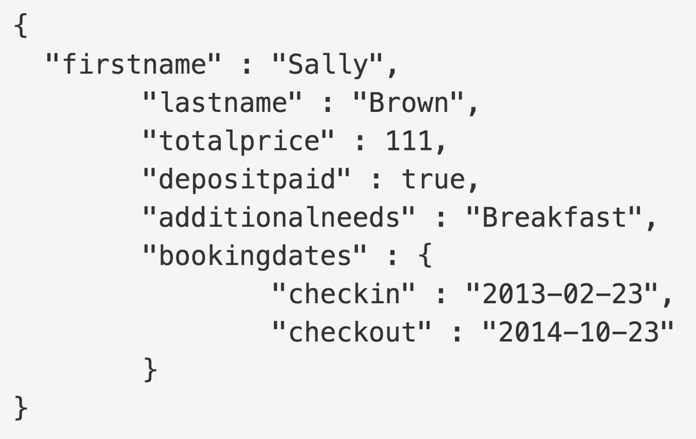 {
  "firstname" : "Sally",
        "lastname" : "Brown",
        "totalprice" : 111,
        "depositpaid" : true,
        "additionalneeds" : "Breakfast",
        "bookingdates" : {
                "checkin" : "2013-02-23",
                "checkout" : "2014-10-23"
        }
}